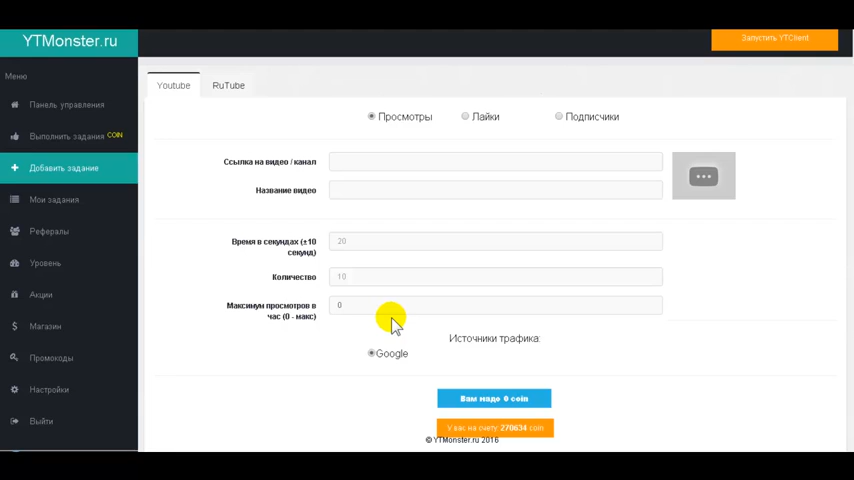 YTMonster.ru
Запустить YTClient
Меню
Панель управления
Выполнить задания COIN
Добавить задание
Мои задания
Рефералы
Уровень
Акции
Магазин
Промокоды
Настройки
Выйти
Youtube
RuTube
Просмотры
Лайки
Подписчики
Ссылка на видео / канал
Название видео
Время в секундах (±10
секунд)
20
Количество
10
Максимум просмотров в
час (0 - макс)
0
Источники трафика:
Google
Вам надо 0 coin
У вас на счету: 270634 coin
© YTMonster.ru 2016